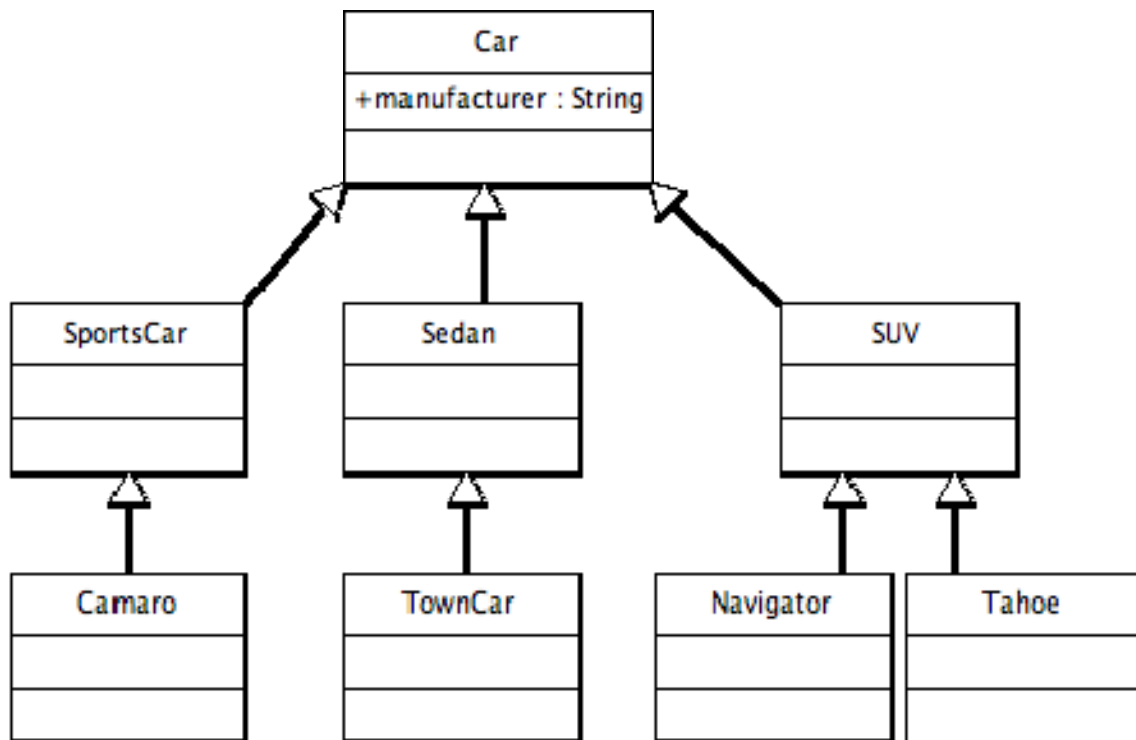 Car
+manufacturer : String
SportsCar
Sedan
SUV
Camaro
TownCar
Navigator
Tahoe